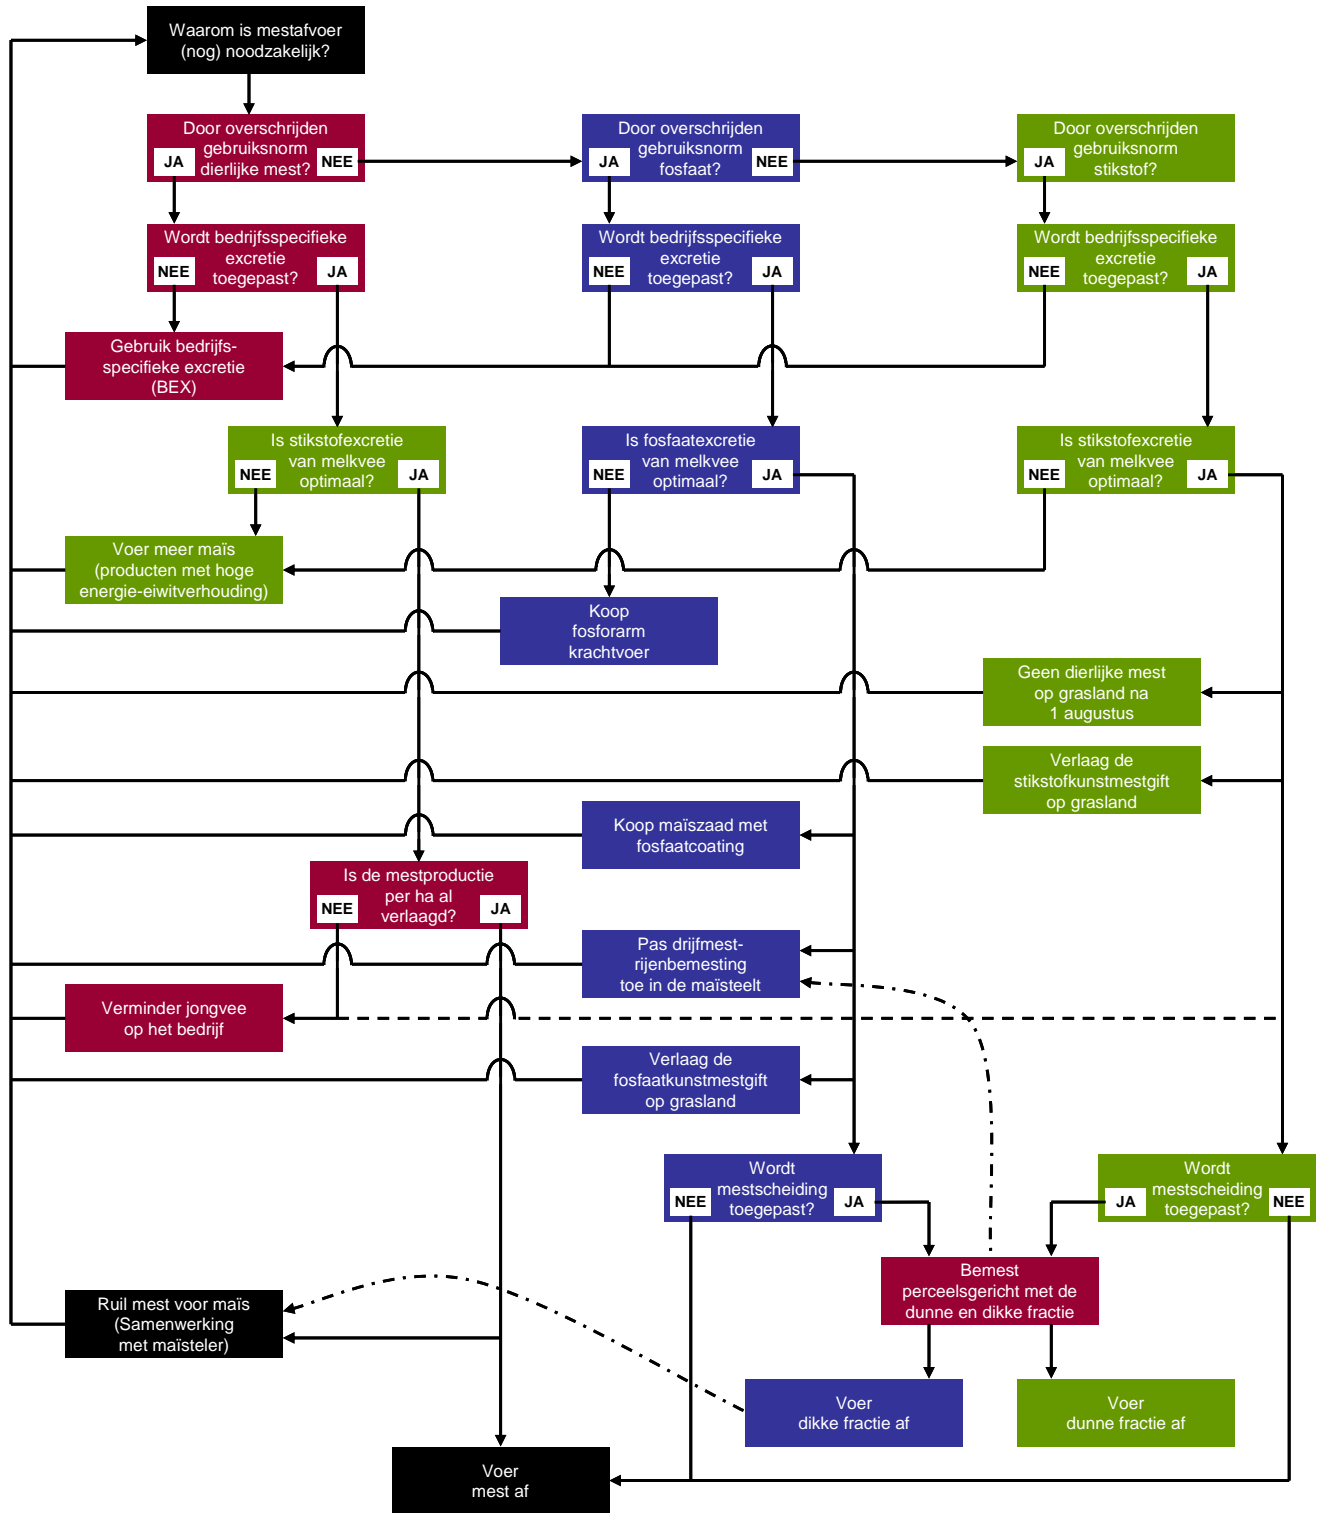 Waarom is mestafvoer
(nog) noodzakelijk?
Door overschrijden
gebruiksnorm
dierlijke mest?
JA
NEE
Door overschrijden
gebruiksnorm
fosfaat?
JA
NEE
Door overschrijden
gebruiksnorm
stikstof?
JA
Wordt bedrijfsspecifieke
excretie
toegepast?
NEE
JA
Wordt bedrijfsspecifieke
excretie
toegepast?
NEE
JA
Wordt bedrijfsspecifieke
excretie
toegepast?
NEE
JA
Gebruik bedrijfs-
specifieke excretie
(BEX)
Is stikstofexcretie
van melkvee
optimaal?
NEE
JA
Is fosfaatexcretie
van melkvee
optimaal?
NEE
JA
Is stikstofexcretie
van melkvee
optimaal?
NEE
JA
Voer meer maïs
(producten met hoge
energie-eiwitverhouding)
Koop
fosforarm
krachtvoer
Geen dierlijke mest
op grasland na
1 augustus
Verlaag de
stikstofkunstmestgift
op grasland
Koop maïszaad met
fosfaatcoating
Is de mestproductie
per ha al
verlaagd?
NEE
JA
Pas drijfmest-
rijenbemesting
toe in de maïsteelt
Verminder jongvee
op het bedrijf
Verlaag de
fosfaatkunstmestgift
op grasland
Wordt
mestscheiding
toegepast?
NEE
JA
Wordt
mestscheiding
toegepast?
JA
NEE
Bemest
perceelsgericht met de
dunne en dikke fractie
Ruil mest voor maïs
(Samenwerking
met maïsteler)
Voer
dikke fractie af
Voer
dunne fractie af
Voer
mest af